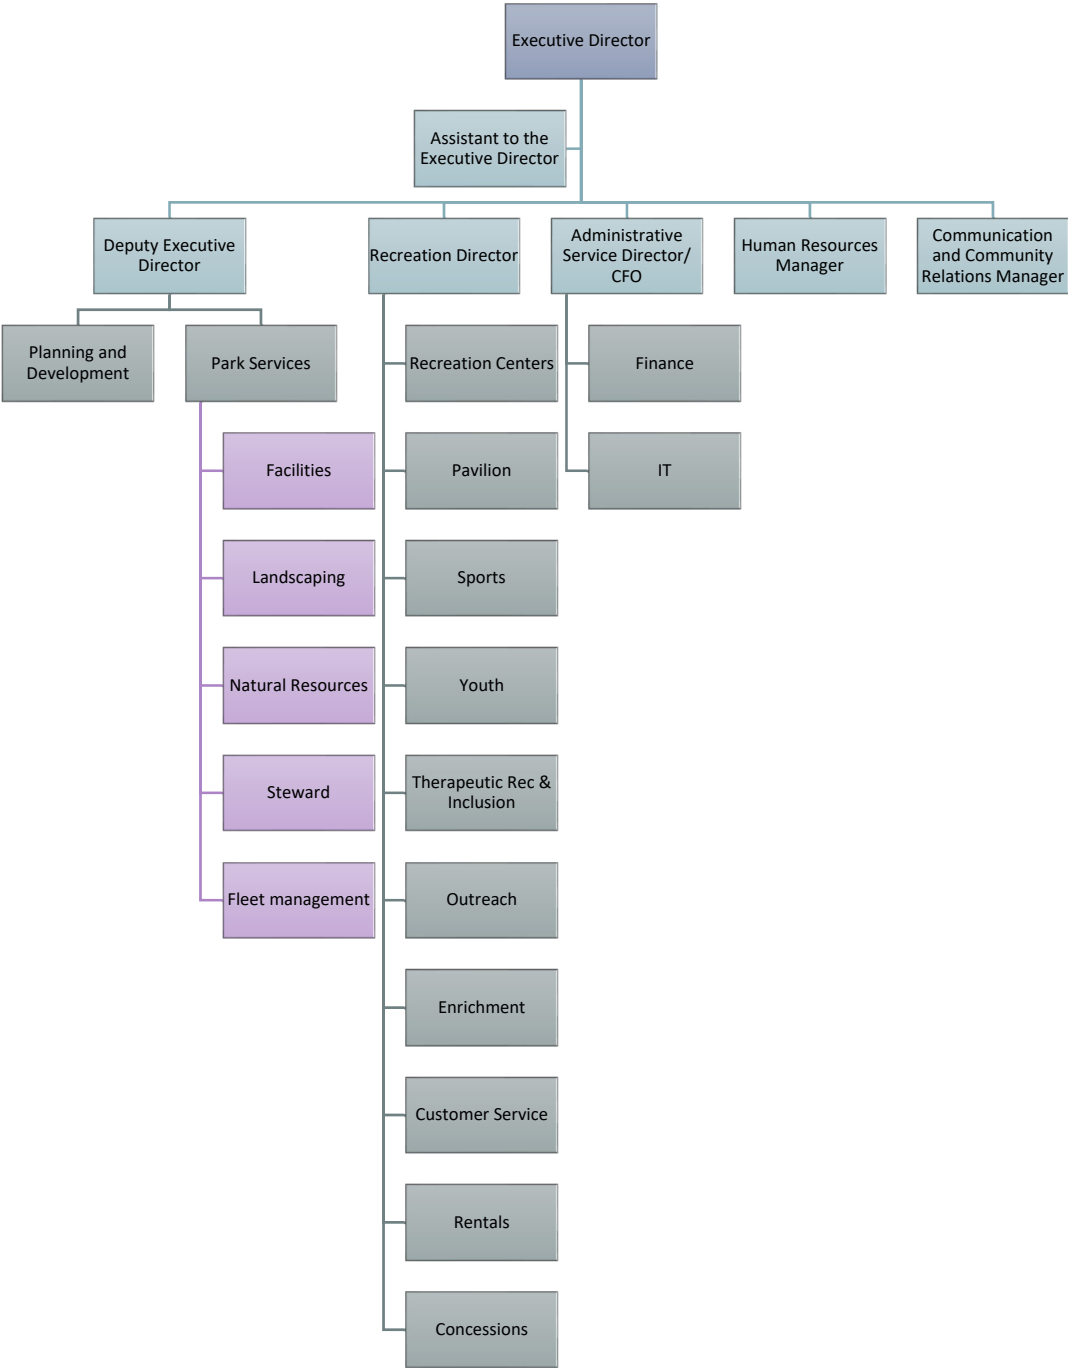 Executive Director
Assistant to the
Executive Director
Deputy Executive
Director
Recreation Director
Administrative
Service Director/
CFO
Human Resources
Manager
Communication
and Community
Relations Manager
Planning and
Development
Park Services
Recreation Centers
Finance
Facilities
Pavilion
IT
Landscaping
Sports
Natural Resources
Youth
Steward
Therapeutic Rec &
Inclusion
Fleet management
Outreach
Enrichment
Customer Service
Rentals
Concessions